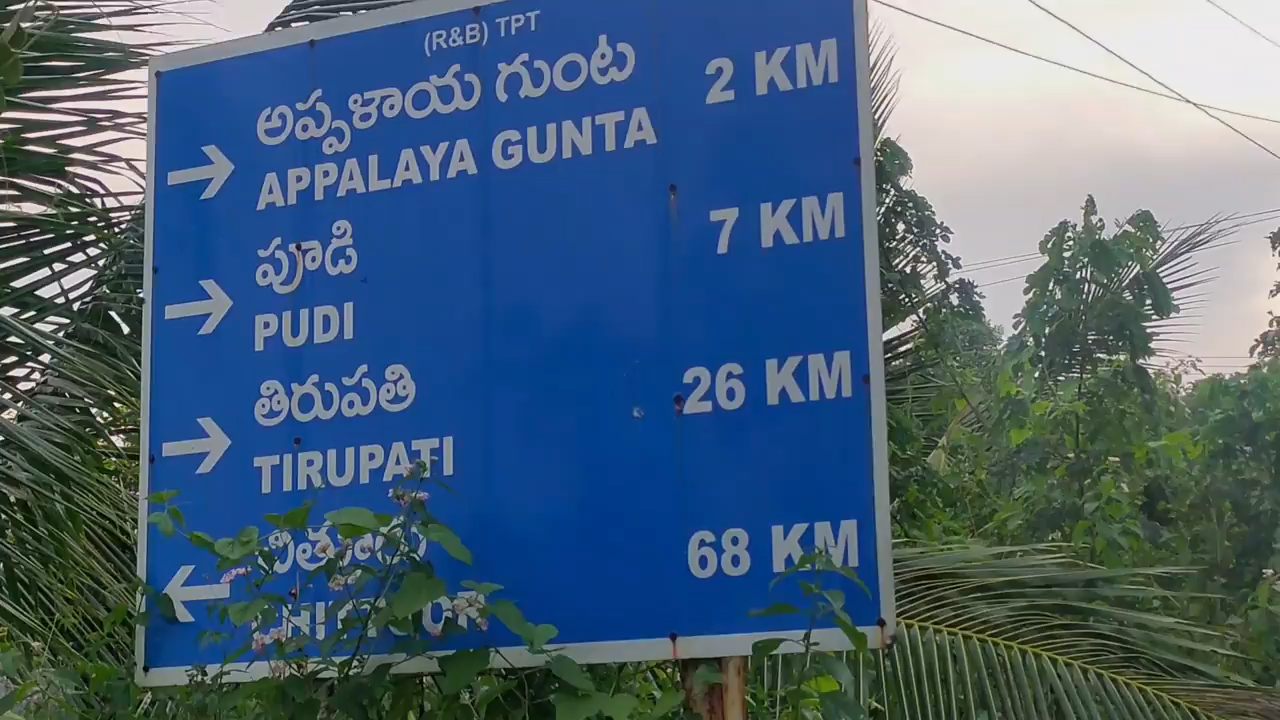 (R&B) TPT
అప్పళాయ గుంట
2 KM
APPALAYA GUNTA
పూడి
7 KM
PUDI
తిరుపతి
26 KM
TIRUPATI
68 KM